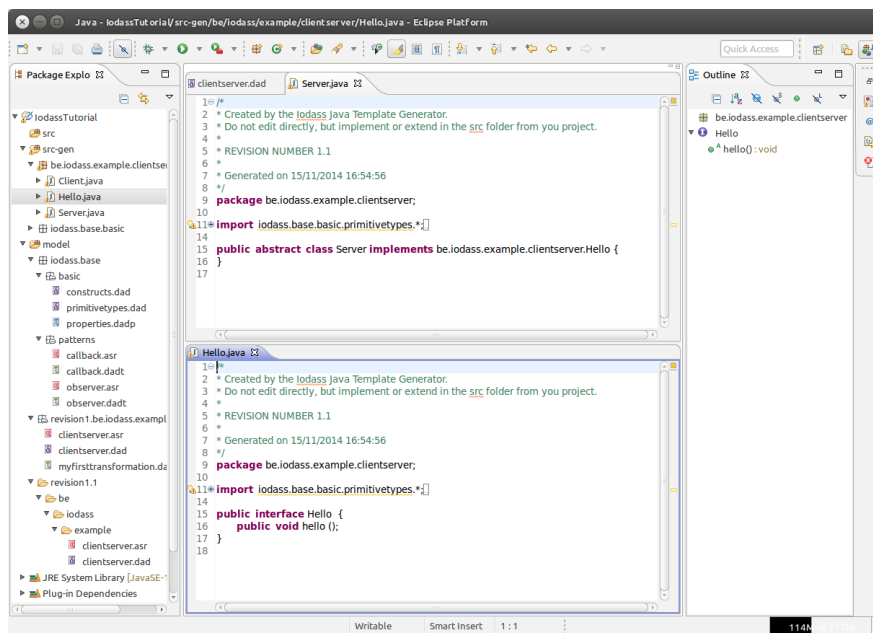 Java - IodassTutorial/src-gen/be/iodass/example/clientserver/Hello.java - Eclipse Platform
Quick Access
Package Explo
IodassTutorial
src
src-gen
be.iodass.example.clientse
Client.java
Hello.java
Server.java
iodass.base.basic
model
iodass.base
basic
constructs.dad
primitivetypes.dad
properties.dadp
patterns
callback.asr
callback.dadt
observer.asr
observer.dadt
revision1.be.iodass.exampl
clientserver.asr
clientserver.dad
myfirsttransformation.da
revision1.1
be
iodass
example
clientserver.asr
clientserver.dad
JRE System Library [JavaSE-1
Plug-in Dependencies
clientserver.dad
Server.java
1 /*
2 * Created by the Iodass Java Template Generator.
3 * Do not edit directly, but implement or extend in the src folder from you project.
4 *
5 * REVISION NUMBER 1.1
6 *
7 * Generated on 15/11/2014 16:54:56
8 */
9 package be.iodass.example.clientserver;
10
11 import iodass.base.basic.primitivetypes.*;
14
15 public abstract class Server implements be.iodass.example.clientserver.Hello {
16 }
17
Hello.java
1 /*
2 * Created by the Iodass Java Template Generator.
3 * Do not edit directly, but implement or extend in the src folder from you project.
4 *
5 * REVISION NUMBER 1.1
6 *
7 * Generated on 15/11/2014 16:54:56
8 */
9 package be.iodass.example.clientserver;
10
11 import iodass.base.basic.primitivetypes.*;
14
15 public interface Hello {
16 public void hello ();
17 }
18
Outline
be.iodass.example.clientserver
Hello
hello() : void
Writable
Smart Insert
1 : 1
114M